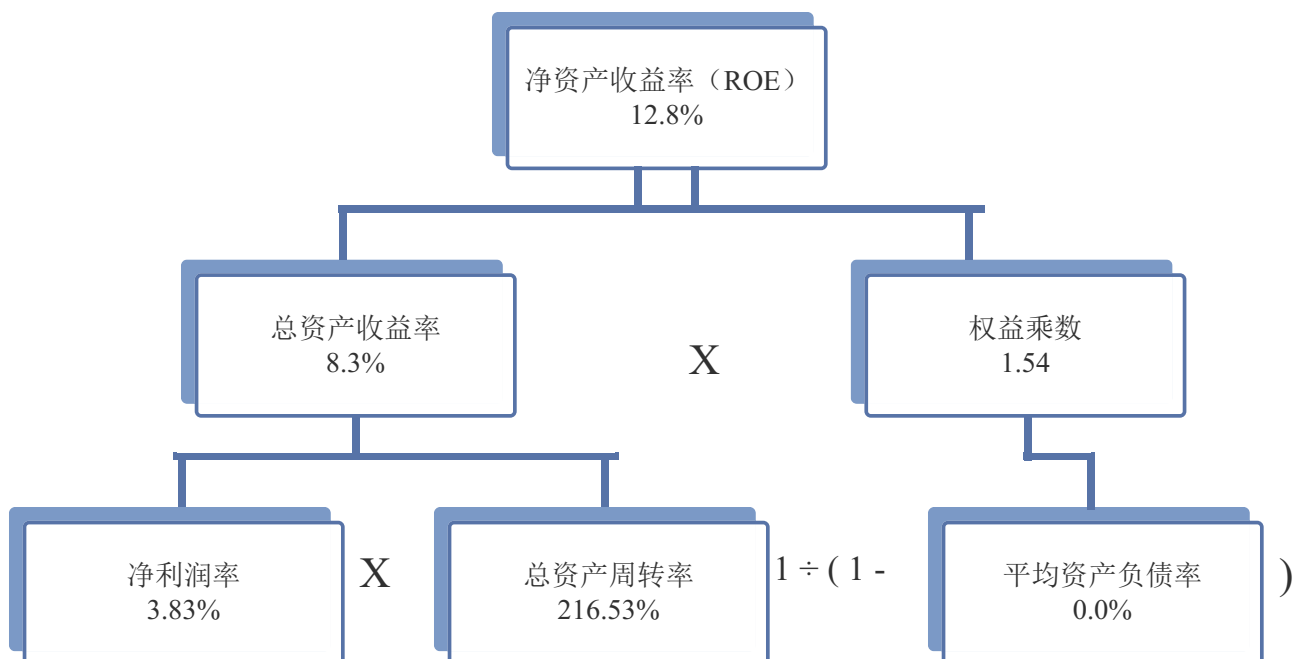 净资产收益率（ROE）
12.8%
总资产收益率
8.3%
X
权益乘数
1.54
净利润率
3.83%
X
总资产周转率
216.53%
1 ÷ ( 1 -
平均资产负债率
0.0%
)